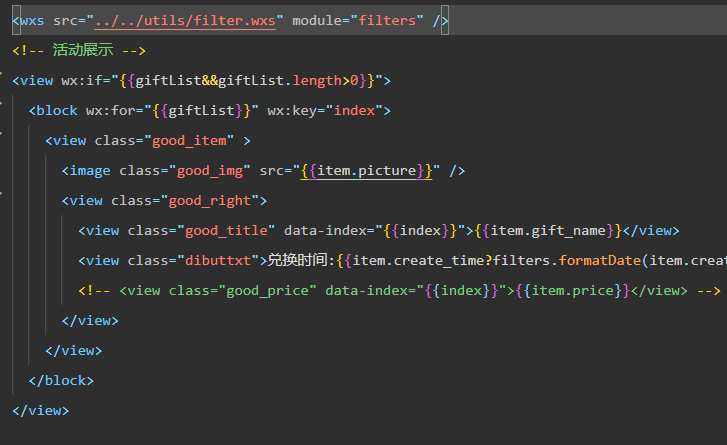 <wxs src="../../utils/filter.wxs" module="filters" />
<!-- 活动展示 -->
<view wx:if="{{giftList&&giftList.length>0}}">
<block wx:for="{{giftList}}" wx:key="index">
<view class="good_item" >
<image class="good_img" src="{{item.picture}}" />
<view class="good_right">
<view class="good_title" data-index="{{index}}">{{item.gift_name}}</view>
<view class="dibuttxt">兑换时间:{{item.create_time?filters.formatDate(item.crea
<!-- <view class="good_price" data-index="{{index}}">{{item.price}}</view> -->
</view>
</view>
</block>
</view>